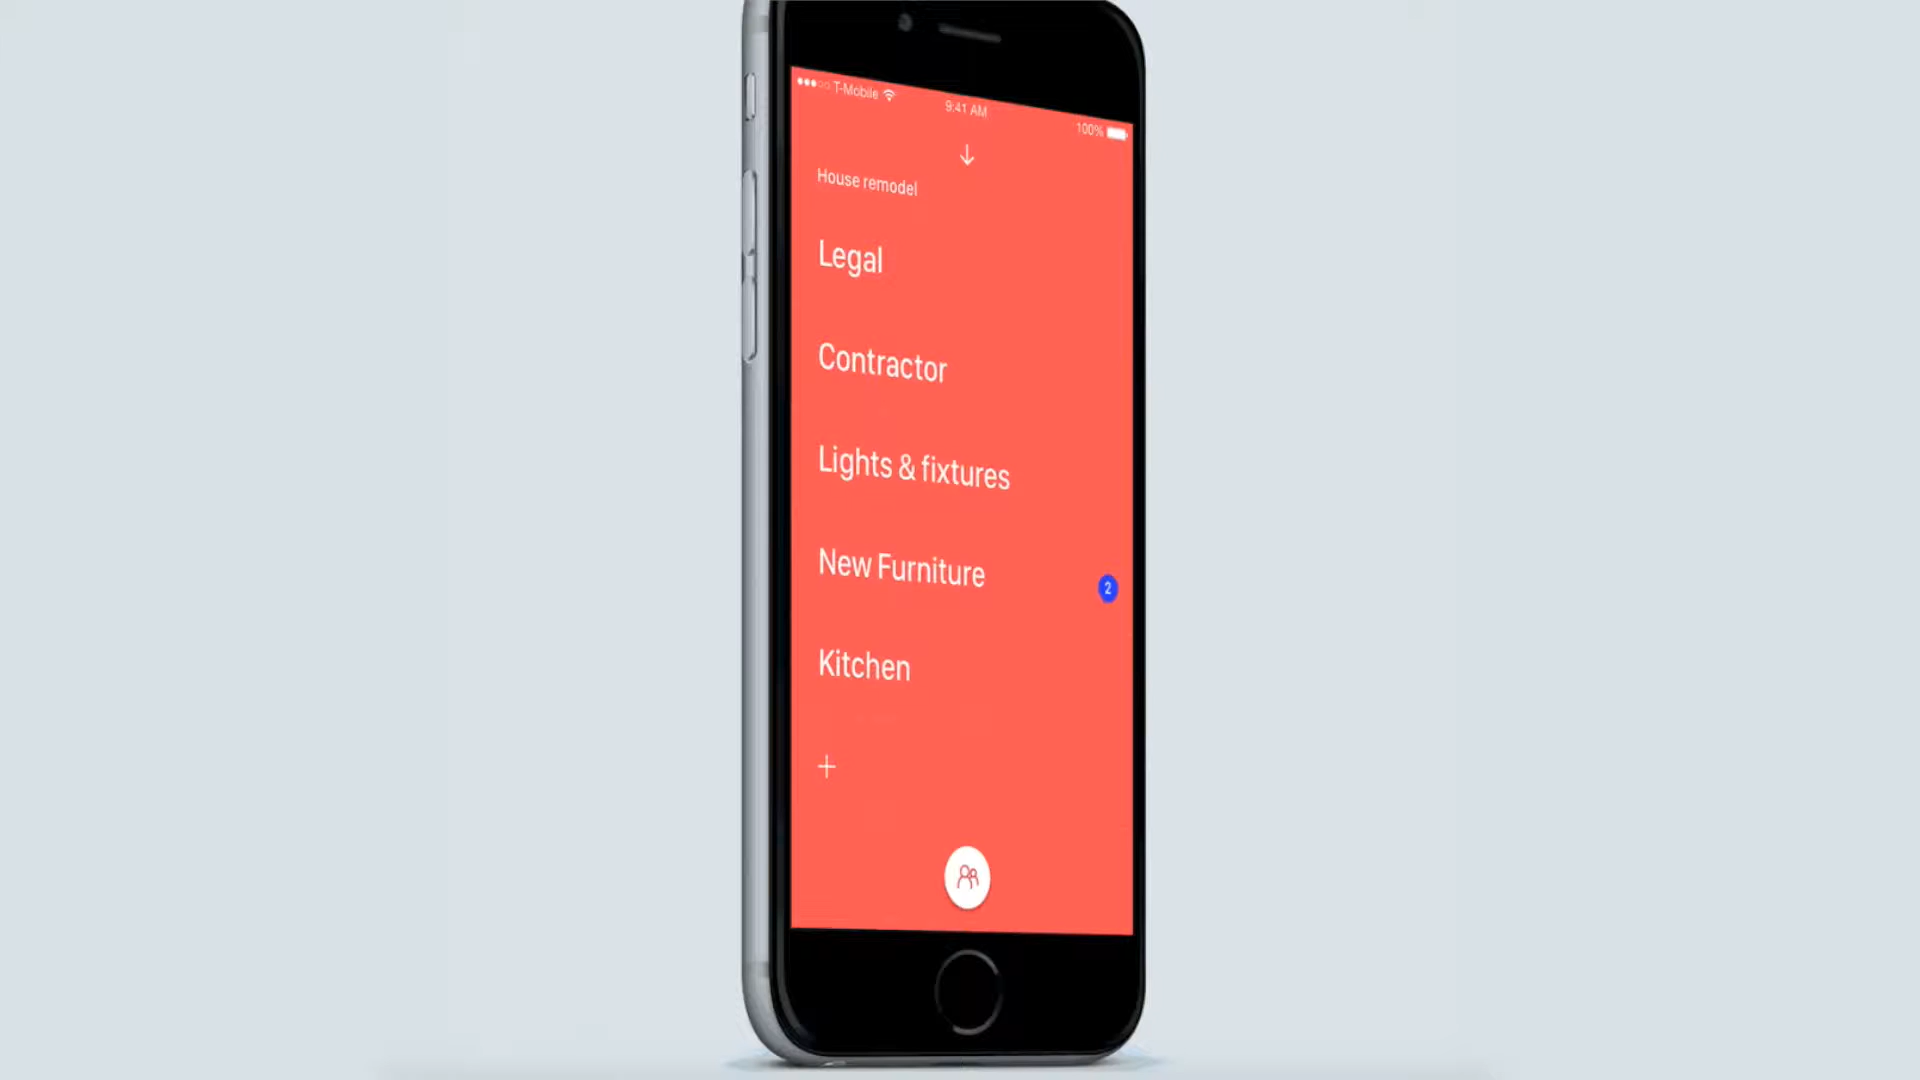 T-Mobile
9:41 AM
100%
House remodel
Legal
Contractor
Lights & fixtures
New Furniture
2
Kitchen